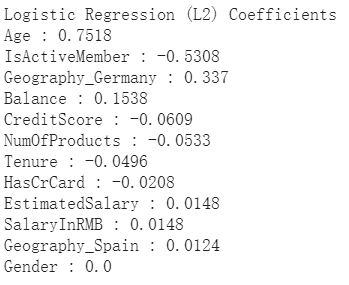 Logistic Regression (L2) Coefficients
Age : 0.7518
IsActiveMember : -0.5308
Geography_Germany : 0.337
Balance : 0.1538
CreditScore : -0.0609
NumOfProducts : -0.0533
Tenure : -0.0496
HasCrCard : -0.0208
EstimatedSalary : 0.0148
SalaryInRMB : 0.0148
Geography_Spain : 0.0124
Gender : 0.0